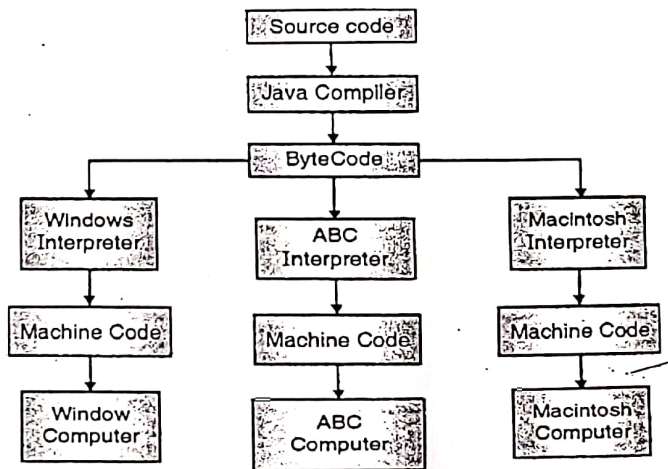 Source code
Java Compiler
ByteCode
Windows
Interpreter
ABC
Interpreter
Macintosh
Interpreter
Machine Code
Machine Code
Machine Code
Window
Computer
ABC
Computer
Macintosh
Computer